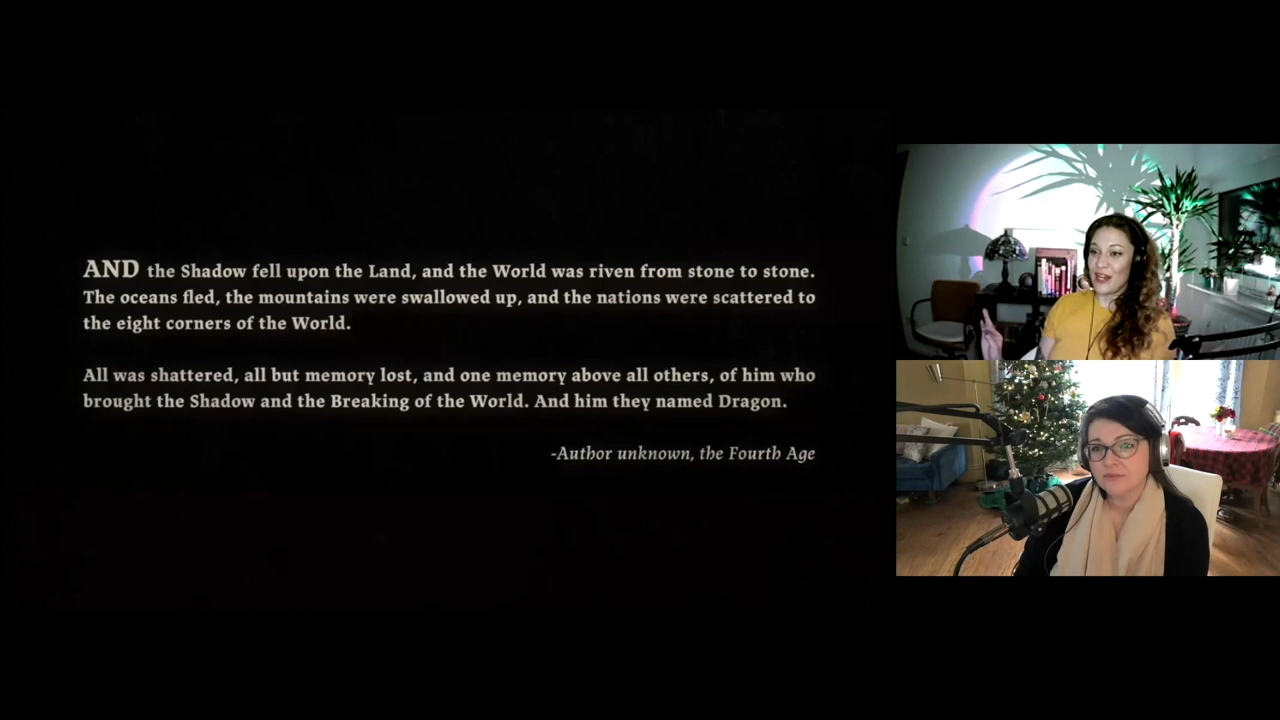 AND the Shadow fell upon the Land, and the World was riven from stone to stone.
The oceans fled, the mountains were swallowed up, and the nations were scattered to
the eight corners of the World.
All was shattered, all but memory lost, and one memory above all others, of him who
brought the Shadow and the Breaking of the World. And him they named Dragon.
-Author unknown, the Fourth Age